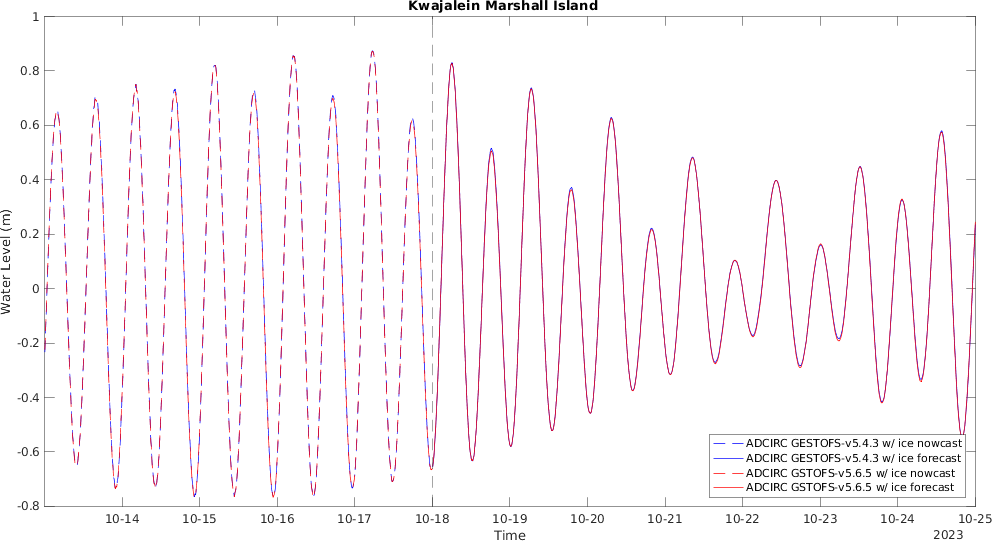 Kwajalein Marshall Island
1
0.8
0.6
0.4
0.2
0
-0.2
-0.4
-0.6
-0.8
Water Level (m)
ADCIRC GESTOFS-v5.4.3 w/ ice nowcast
ADCIRC GESTOFS-v5.4.3 w/ ice forecast
ADCIRC GSTOFS-v5.6.5 w/ ice nowcast
ADCIRC GSTOFS-v5.6.5 w/ ice forecast
10-14 10-15 10-16 10-17 10-18 10-19 10-20 10-21 10-22 10-23 10-24 10-25
Time
2023